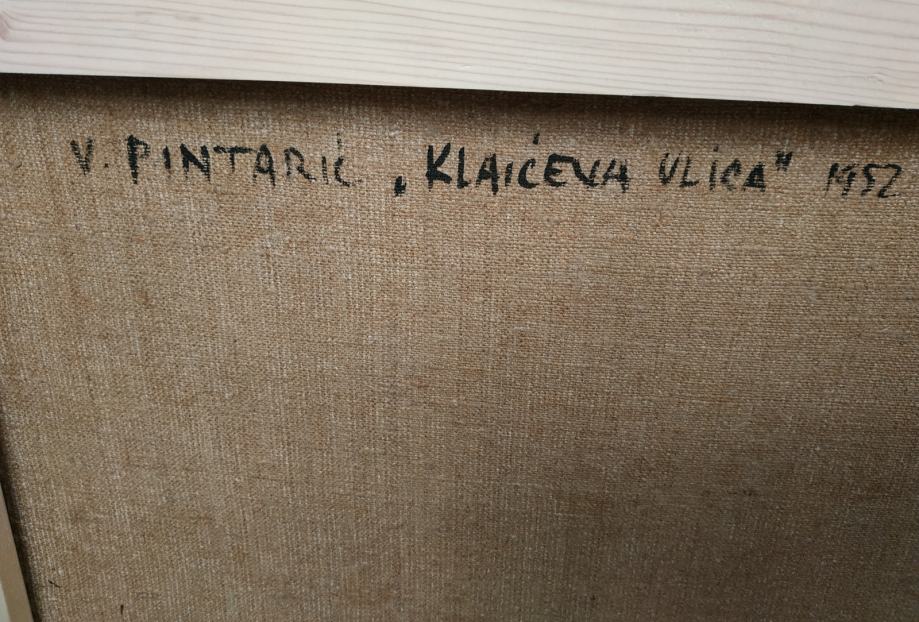 V. PINTARIĆ „KLAIĆEVA ULICA" 1952